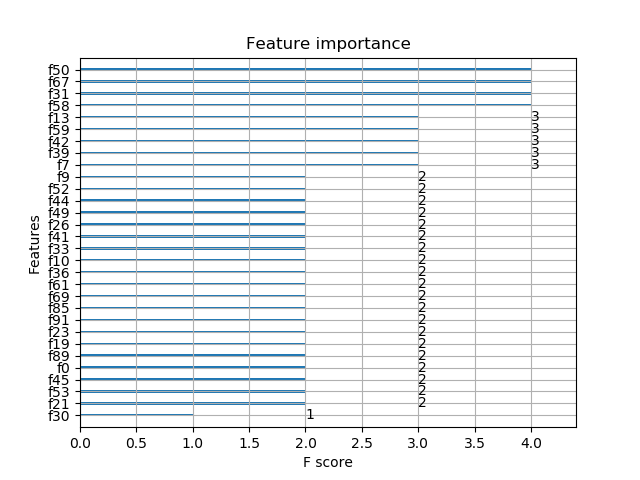 Feature importance
f50
f67
f31
f58
f13 3
f59 3
f42 3
f39 3
f7 3
f9 2
f52 2
f44 2
f49 2
f26 2
f41 2
f33 2
f10 2
f36 2
f61 2
f69 2
f85 2
f91 2
f23 2
f19 2
f89 2
f0 2
f45 2
f53 2
f21 2
f30 1
Features
0.0 0.5 1.0 1.5 2.0 2.5 3.0 3.5 4.0
F score